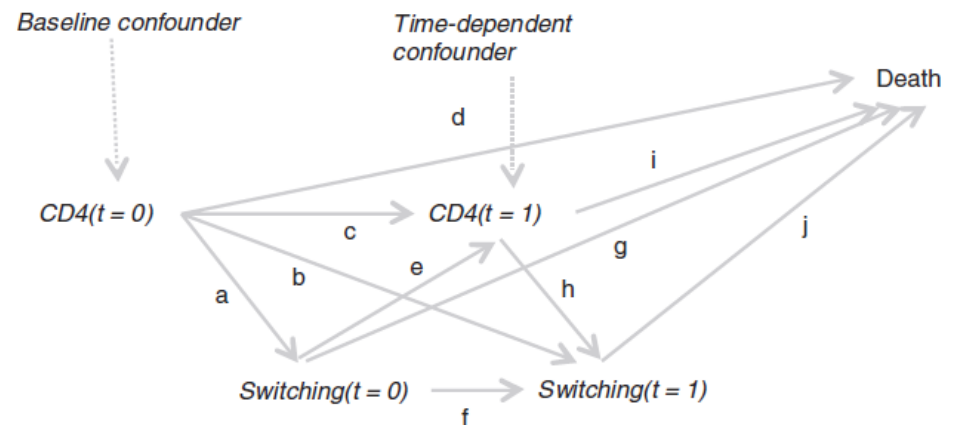 Baseline confounder
Time-dependent
confounder
Death
d
i
CD4(t = 0)
CD4(t = 1)
c
j
g
e
b
h
a
Switching(t = 0)
Switching(t = 1)
f